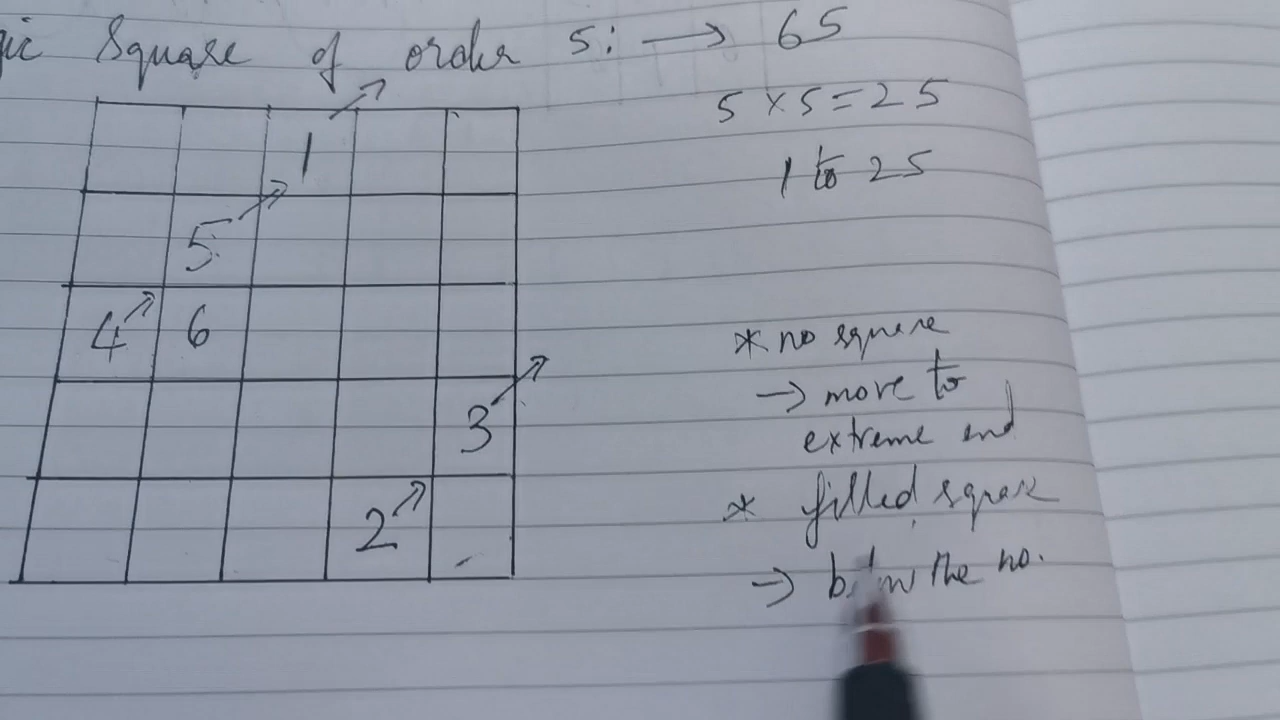 Square of order 5: → 65
5 × 5 = 25
1 to 25
1
5
4 6
3
2
* no square
→ move to
extreme end
* filled square
→ the no.